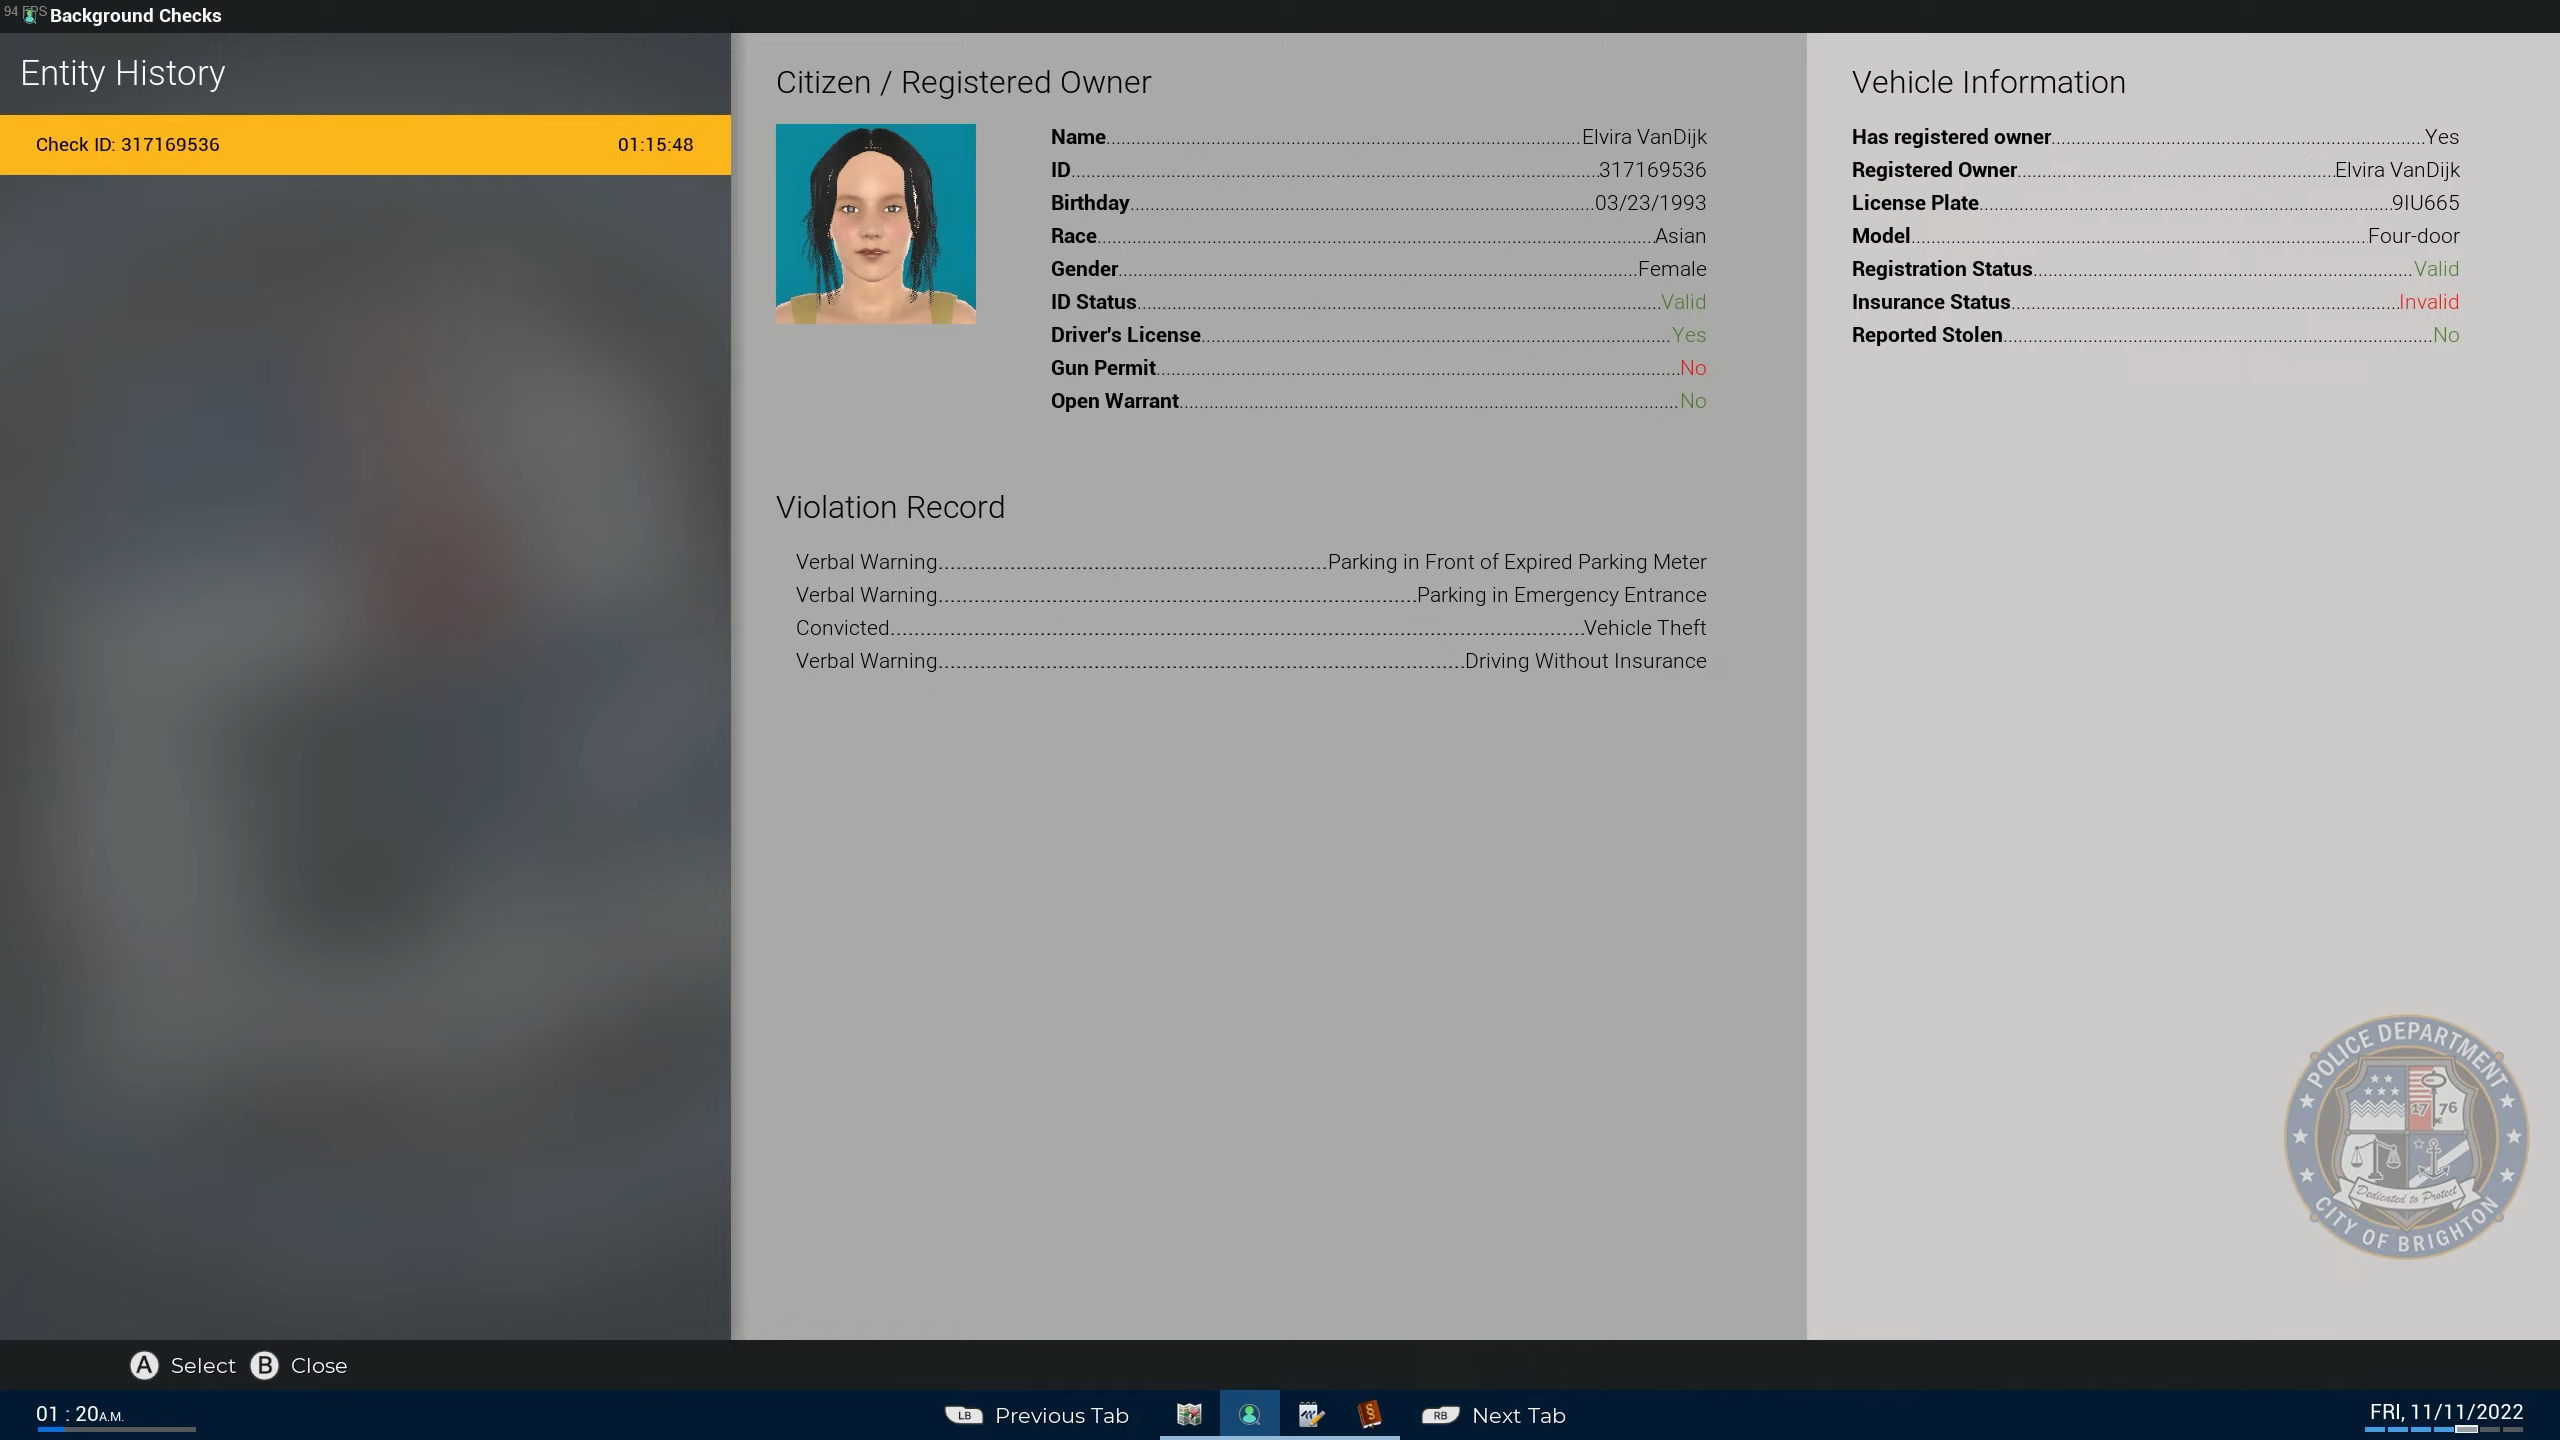 94 FPS
Background Checks
Entity History
Check ID: 317169536 01:15:48
Citizen / Registered Owner
Name Elvira VanDijk
ID 317169536
Birthday 03/23/1993
Race Asian
Gender Female
ID Status Valid
Driver's License Yes
Gun Permit No
Open Warrant No
Violation Record
Verbal Warning Parking in Front of Expired Parking Meter
Verbal Warning Parking in Emergency Entrance
Convicted Vehicle Theft
Verbal Warning Driving Without Insurance
Vehicle Information
Has registered owner Yes
Registered Owner Elvira VanDijk
License Plate 9IU665
Model Four-door
Registration Status Valid
Insurance Status Invalid
Reported Stolen No
POLICE DEPARTMENT
17 76
Dedicated to Protect
CITY OF BRIGHTON
A Select B Close
01 : 20 A.M.
LB Previous Tab
RB Next Tab
FRI, 11/11/2022